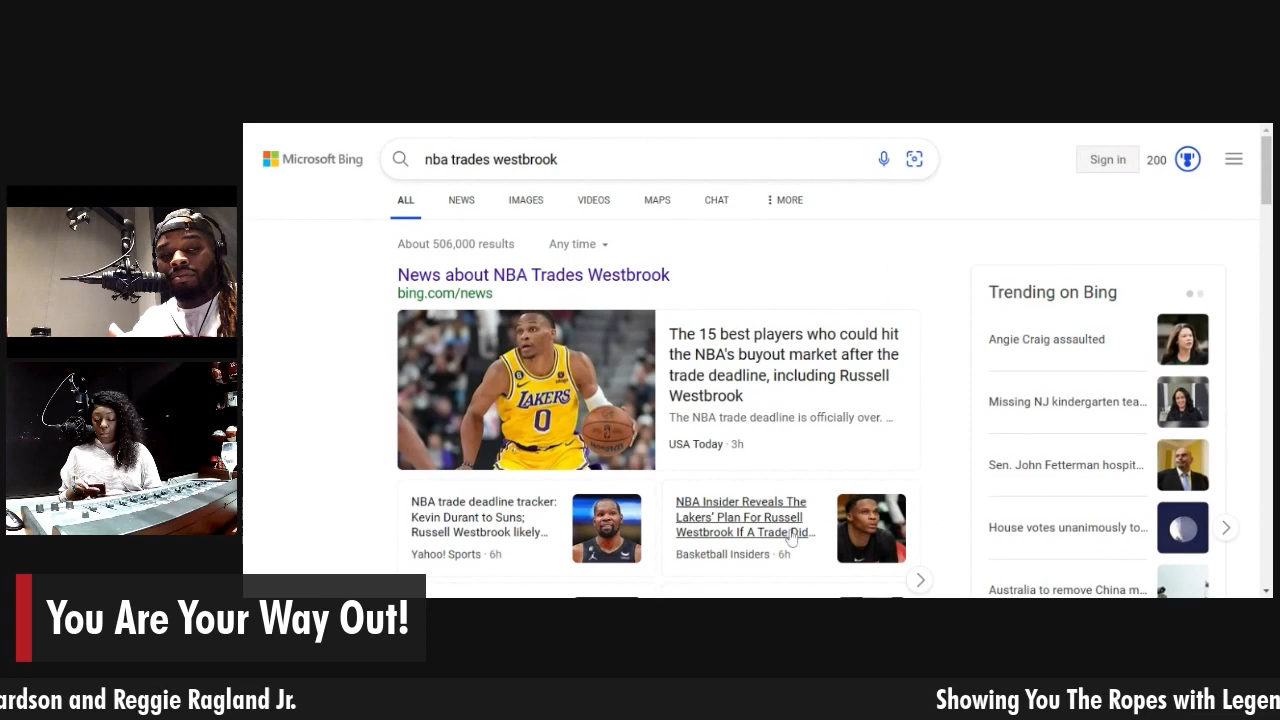 Microsoft Bing
nba trades westbrook
Sign in
200
ALL
NEWS
IMAGES
VIDEOS
MAPS
CHAT
MORE
About 506,000 results
Any time
News about NBA Trades Westbrook
bing.com/news
LAKERS
0
The 15 best players who could hit
the NBA's buyout market after the
trade deadline, including Russell
Westbrook
The NBA trade deadline is officially over. ...
USA Today · 3h
NBA trade deadline tracker:
Kevin Durant to Suns;
Russell Westbrook likely...
Yahoo! Sports · 6h
NBA Insider Reveals The
Lakers' Plan For Russell
Westbrook If A Trade Did...
Basketball Insiders · 6h
Trending on Bing
Angie Craig assaulted
Missing NJ kindergarten tea...
Sen. John Fetterman hospit...
House votes unanimously to...
Australia to remove China m...
You Are Your Way Out!
ardson and Reggie Ragland Jr.
Showing You The Ropes with Legen